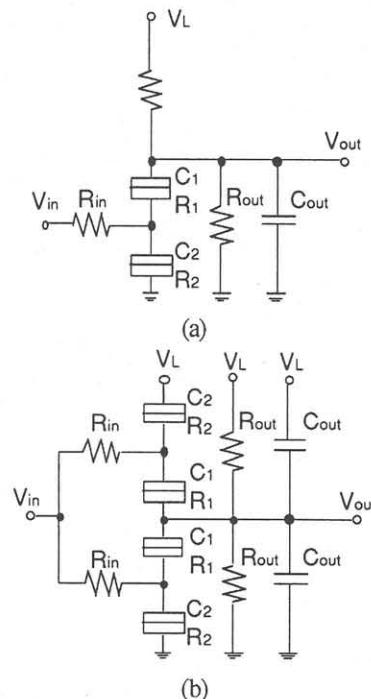 VL
Vout
C1
R1
Rout
Cout
Vin
Rin
C2
R2
(a)
VL
VL
VL
C2
R2
Rin
Rout
Cout
C1
R1
Vin
Vou
C1
R1
Rin
Rout
Cout
C2
R2
(b)